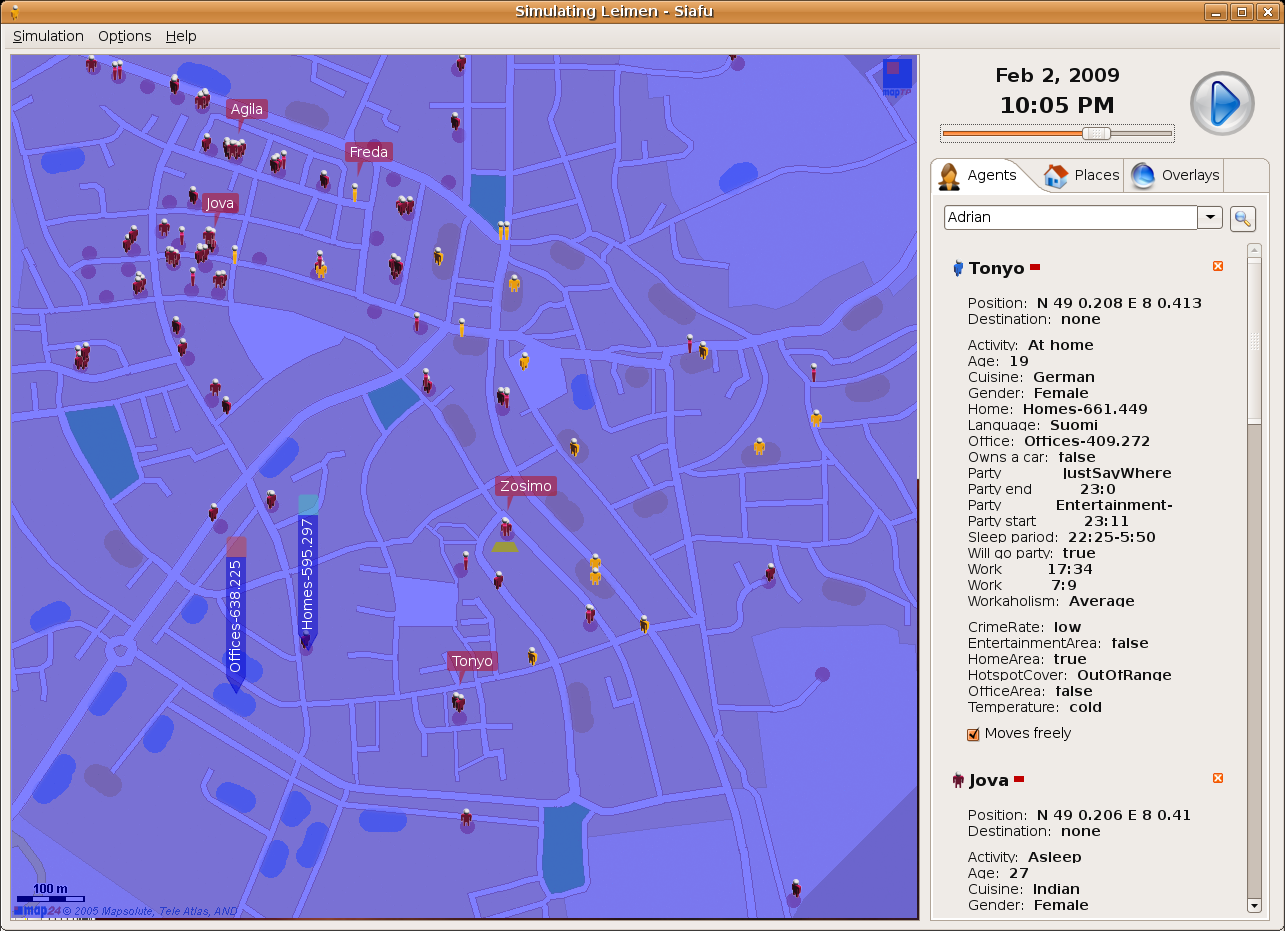 Simulating Leimen - Siafu
Simulation Options Help
Agila
Freda
Jova
Zosimo
Homes-595.297
Offices-638.225
Tonyo
100 m
map24 © 2005 Mapsolute, Tele Atlas, AND
mapTP
Feb 2, 2009
10:05 PM
Agents Places Overlays
Adrian
Tonyo
Position: N 49 0.208 E 8 0.413
Destination: none
Activity: At home
Age: 19
Cuisine: German
Gender: Female
Home: Homes-661.449
Language: Suomi
Office: Offices-409.272
Owns a car: false
Party JustSayWhere
Party end 23:0
Party Entertainment-
Party start 23:11
Sleep pariod: 22:25-5:50
Will go party: true
Work 17:34
Work 7:9
Workaholism: Average
CrimeRate: low
EntertainmentArea: false
HomeArea: true
HotspotCover: OutOfRange
OfficeArea: false
Temperature: cold
Moves freely
Jova
Position: N 49 0.206 E 8 0.41
Destination: none
Activity: Asleep
Age: 27
Cuisine: Indian
Gender: Female